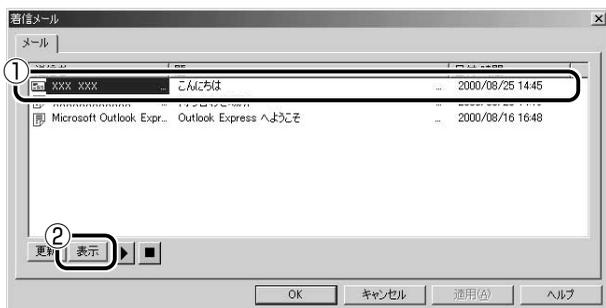 着信メール
メール
①
XXX XXX ... こんにちは ... 2000/08/25 14:45
Microsoft Outlook Expr... Outlook Express へようこそ ... 2000/08/16 16:48
②
更新 表示
OK キャンセル 適用(A) ヘルプ